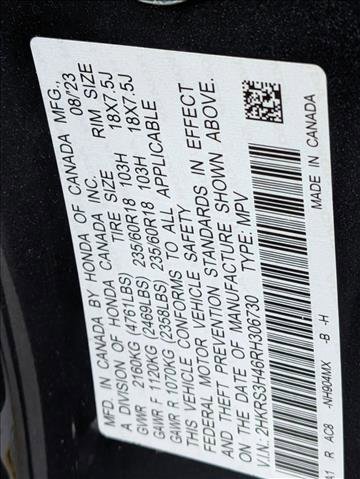 MFD. IN CANADA BY HONDA OF CANADA MFG., 08/23
A DIVISION OF HONDA CANADA INC.
TIRE SIZE RIM SIZE
GVWR 2160KG (4761LBS)
GAWR F 1120KG (2469LBS) 235/60R18 103H 18X7.5J
GAWR R 1070KG (2358LBS) 235/60R18 103H 18X7.5J
THIS VEHICLE CONFORMS TO ALL APPLICABLE
FEDERAL MOTOR VEHICLE SAFETY STANDARDS IN EFFECT
AND THEFT PREVENTION STANDARDS SHOWN ABOVE.
ON THE DATE OF MANUFACTURE
V.I.N.: 2HKRS3H46RH306730 TYPE: MPV
A1 R AC8 -NH904MX -B -H MADE IN CANADA